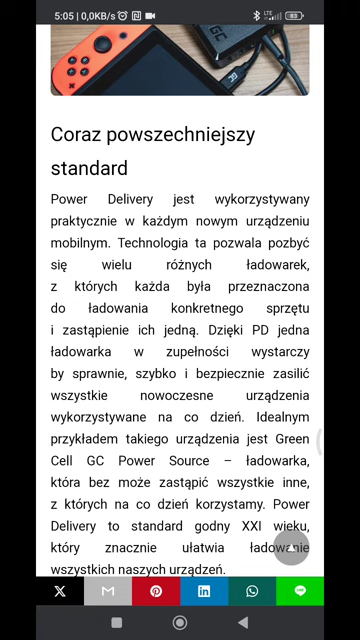 5:05 | 0,0KB/s
LTE
83
GC
Coraz powszechniejszy
standard
Power Delivery jest wykorzystywany
praktycznie w każdym nowym urządzeniu
mobilnym. Technologia ta pozwala pozbyć
się wielu różnych ładowarek,
z których każda była przeznaczona
do ładowania konkretnego sprzętu
i zastąpienie ich jedną. Dzięki PD jedna
ładowarka w zupełności wystarczy
by sprawnie, szybko i bezpiecznie zasilić
wszystkie nowoczesne urządzenia
wykorzystywane na co dzień. Idealnym
przykładem takiego urządzenia jest Green
Cell GC Power Source – ładowarka,
która bez może zastąpić wszystkie inne,
z których na co dzień korzystamy. Power
Delivery to standard godny XXI wieku,
który znacznie ułatwia ładowanie
wszystkich naszych urządzeń.